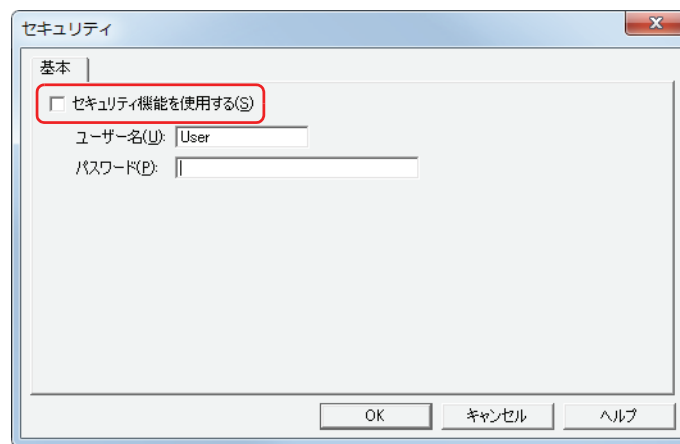 セキュリティ
基本
セキュリティ機能を使用する(S)
ユーザー名(U): User
パスワード(P):
OK キャンセル ヘルプ